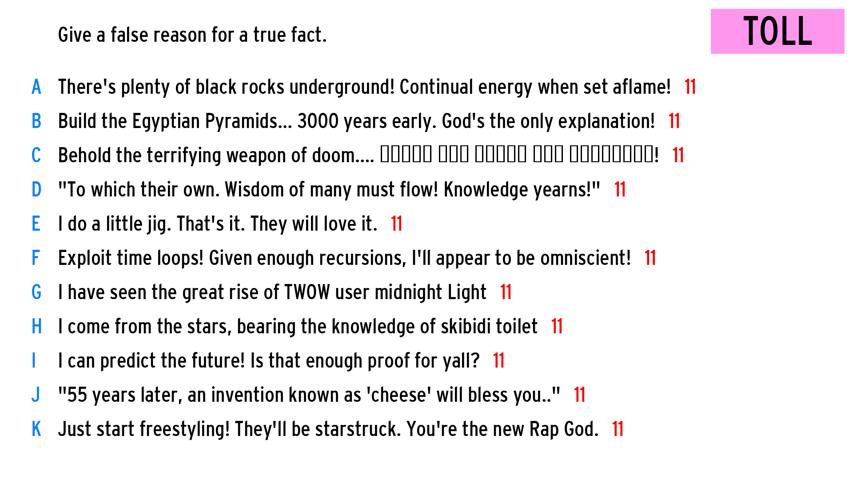 Give a false reason for a true fact.
TOLL
A There's plenty of black rocks underground! Continual energy when set aflame! 11
B Build the Egyptian Pyramids... 3000 years early. God's the only explanation! 11
C Behold the terrifying weapon of doom.... ▯▯▯▯▯ ▯▯▯ ▯▯▯▯▯ ▯▯▯ ▯▯▯▯▯▯▯▯! 11
D "To which their own. Wisdom of many must flow! Knowledge yearns!" 11
E I do a little jig. That's it. They will love it. 11
F Exploit time loops! Given enough recursions, I'll appear to be omniscient! 11
G I have seen the great rise of TWOW user midnight Light 11
H I come from the stars, bearing the knowledge of skibidi toilet 11
I I can predict the future! Is that enough proof for yall? 11
J "55 years later, an invention known as 'cheese' will bless you.." 11
K Just start freestyling! They'll be starstruck. You're the new Rap God. 11